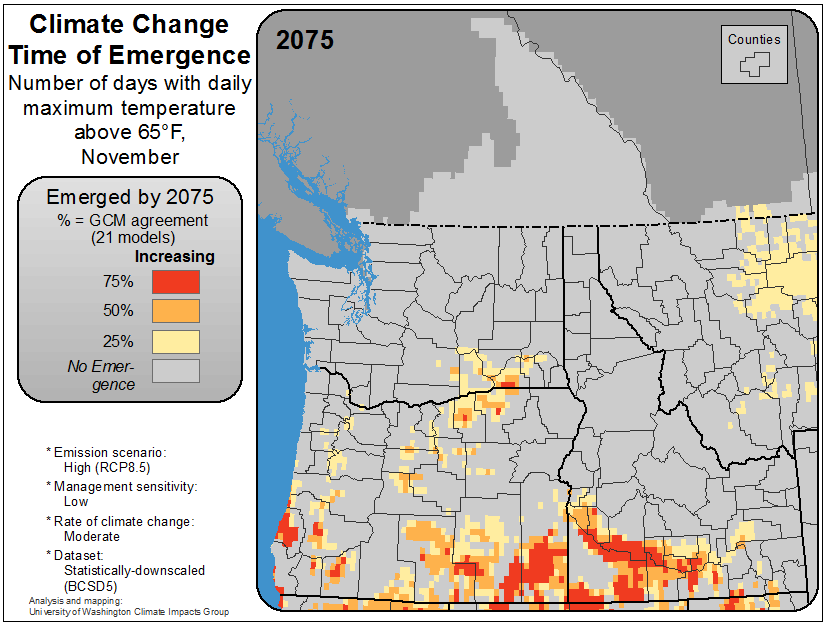 Climate Change
Time of Emergence
Number of days with daily
maximum temperature
above 65°F,
November
Emerged by 2075
% = GCM agreement
(21 models)
Increasing
75%
50%
25%
No Emer-
gence
* Emission scenario:
High (RCP8.5)
* Management sensitivity:
Low
* Rate of climate change:
Moderate
* Dataset:
Statistically-downscaled
(BCSD5)
Analysis and mapping:
University of Washington Climate Impacts Group
2075
Counties